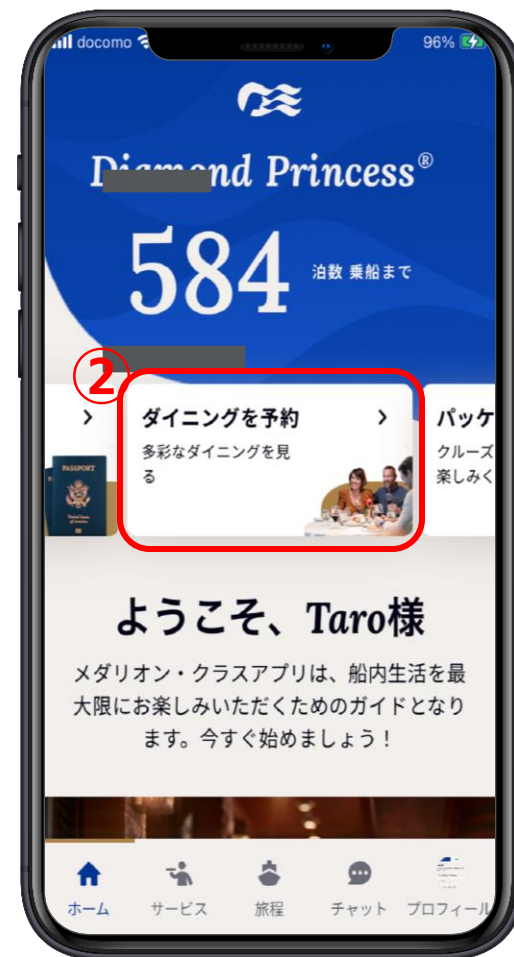 docomo
96%
Diamond Princess®
584 泊数 乗船まで
②
ダイニングを予約 >
多彩なダイニングを見
る
>
PASSPORT
パッケ
クルーズ
楽しみく
ようこそ、Taro様
メダリオン・クラスアプリは、船内生活を最
大限にお楽しみいただくためのガイドとなり
ます。今すぐ始めましょう！
ホーム サービス 旅程 チャット プロフィール